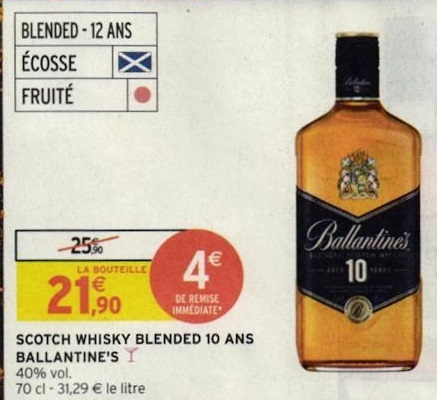 BLENDED - 12 ANS
ÉCOSSE
FRUITÉ
25€90
LA BOUTEILLE
21€,90
4€
DE REMISE
IMMÉDIATE*
SCOTCH WHISKY BLENDED 10 ANS
BALLANTINE'S
40% vol.
70 cl - 31,29 € le litre
Ballantine's
10